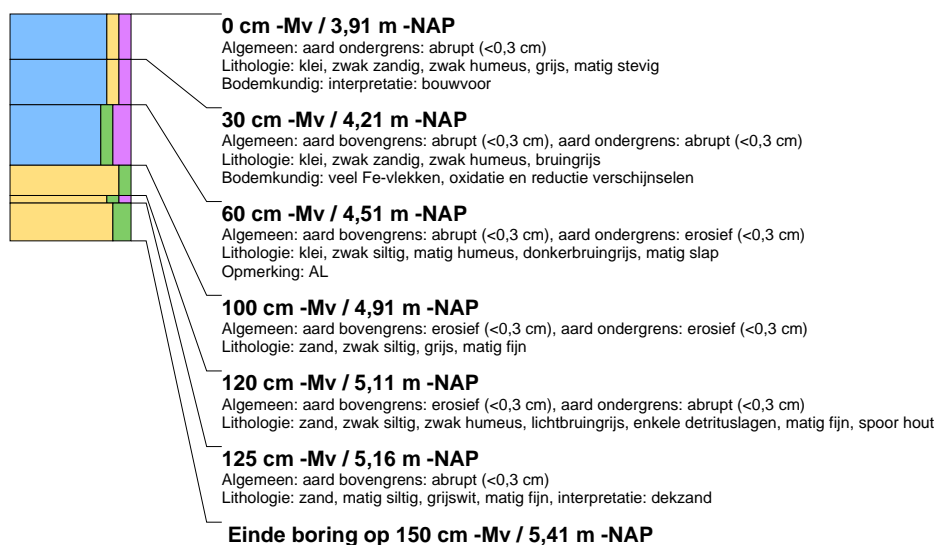 0 cm -Mv / 3,91 m -NAP
Algemeen: aard ondergrens: abrupt (<0,3 cm)
Lithologie: klei, zwak zandig, zwak humeus, grijs, matig stevig
Bodemkundig: interpretatie: bouwvoor
30 cm -Mv / 4,21 m -NAP
Algemeen: aard bovengrens: abrupt (<0,3 cm), aard ondergrens: abrupt (<0,3 cm)
Lithologie: klei, zwak zandig, zwak humeus, bruingrijs
Bodemkundig: veel Fe-vlekken, oxidatie en reductie verschijnselen
60 cm -Mv / 4,51 m -NAP
Algemeen: aard bovengrens: abrupt (<0,3 cm), aard ondergrens: erosief (<0,3 cm)
Lithologie: klei, zwak siltig, matig humeus, donkerbruingrijs, matig slap
Opmerking: AL
100 cm -Mv / 4,91 m -NAP
Algemeen: aard bovengrens: erosief (<0,3 cm), aard ondergrens: erosief (<0,3 cm)
Lithologie: zand, zwak siltig, grijs, matig fijn
120 cm -Mv / 5,11 m -NAP
Algemeen: aard bovengrens: erosief (<0,3 cm), aard ondergrens: abrupt (<0,3 cm)
Lithologie: zand, zwak siltig, zwak humeus, lichtbruingrijs, enkele detrituslagen, matig fijn, spoor hout
125 cm -Mv / 5,16 m -NAP
Algemeen: aard bovengrens: abrupt (<0,3 cm)
Lithologie: zand, matig siltig, grijswit, matig fijn, interpretatie: dekzand
Einde boring op 150 cm -Mv / 5,41 m -NAP